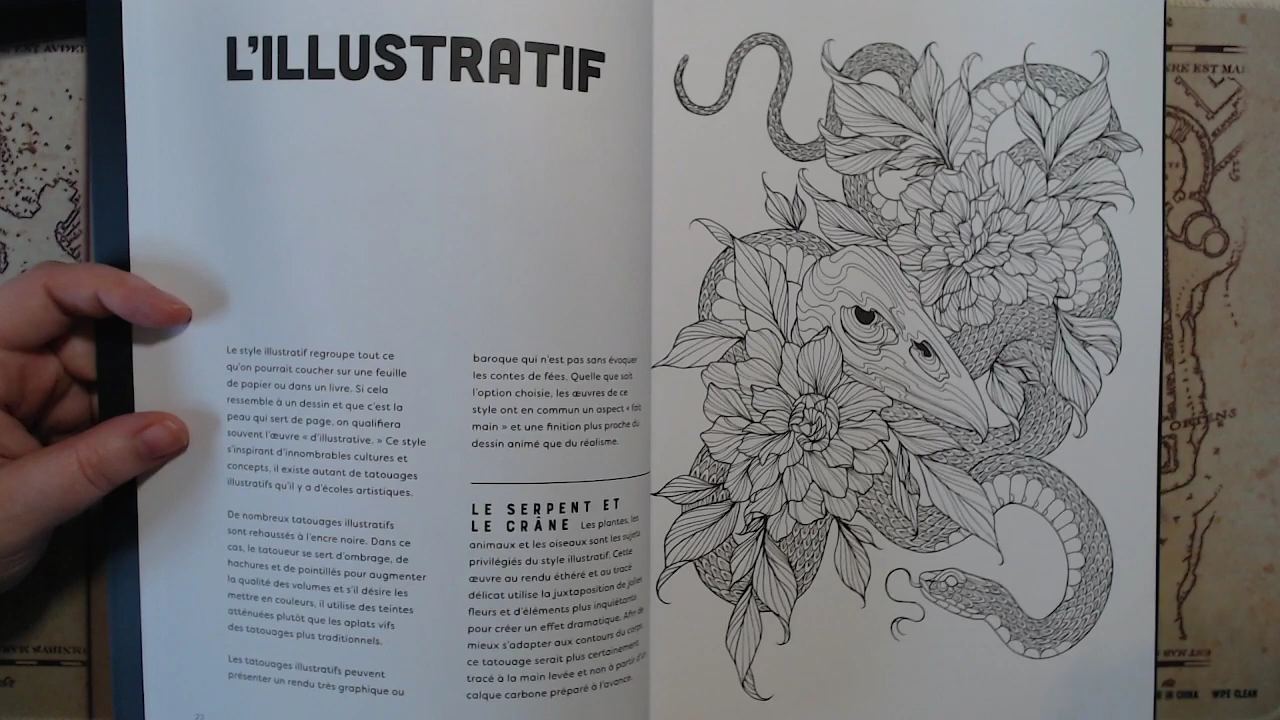 L'ILLUSTRATIF
Le style illustratif regroupe tout ce
qu'on pourrait coucher sur une feuille
de papier ou dans un livre. Si cela
ressemble à un dessin et que c'est la
peau qui sert de page, on qualifiera
souvent l'œuvre « d'illustrative. » Ce style
s'inspirant d'innombrables cultures et
concepts, il existe autant de tatouages
illustratifs qu'il y a d'écoles artistiques.
De nombreux tatouages illustratifs
sont rehaussés à l'encre noire. Dans ce
cas, le tatoueur se sert d'ombrage, de
hachures et de pointillés pour augmenter
la qualité des volumes et s'il désire les
mettre en couleurs, il utilise des teintes
atténuées plutôt que les aplats vifs
des tatouages plus traditionnels.
Les tatouages illustratifs peuvent
présenter un rendu très graphique ou
baroque qui n'est pas sans évoquer
les contes de fées. Quelle que soit
l'option choisie, les œuvres de ce
style ont en commun un aspect « fait
main » et une finition plus proche du
dessin animé que du réalisme.
LE SERPENT ET
LE CRÂNE Les plantes, les
animaux et les oiseaux sont les sujets
privilégiés du style illustratif. Cette
œuvre au rendu éthéré et au tracé
délicat utilise la juxtaposition de jolies
fleurs et d'éléments plus inquiétants
pour créer un effet dramatique. Afin de
mieux s'adapter aux contours du corps,
ce tatouage serait plus certainement
tracé à la main levée et non à partir d'un
calque carbone préparé à l'avance.
WIPE CLEAN